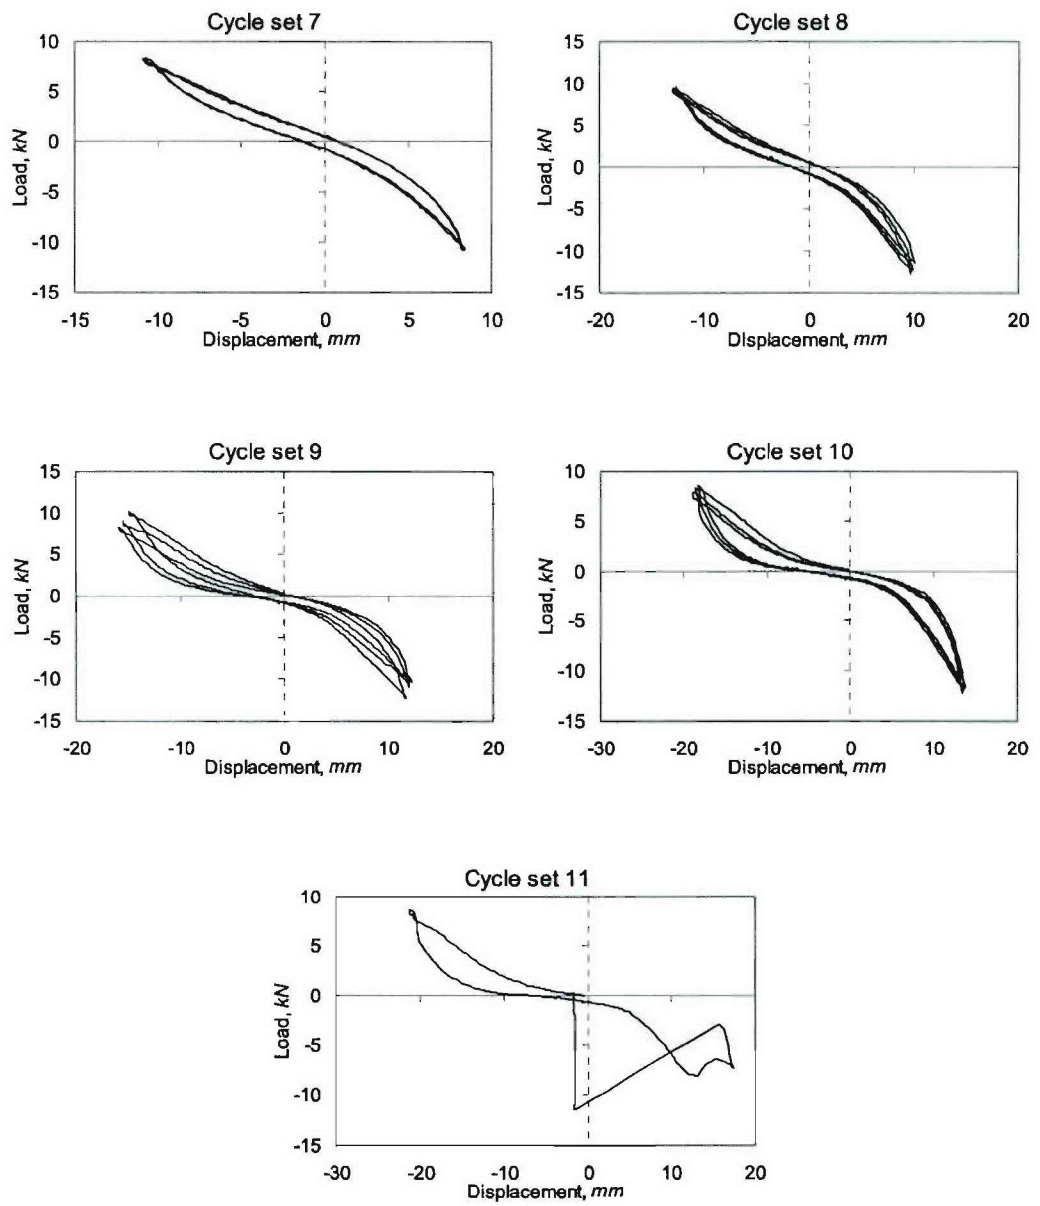 Cycle set 7
10
5
0
-5
-10
-15
Load, kN
-15 -10 -5 0 5 10
Displacement, mm
Cycle set 8
15
10
5
0
-5
-10
-15
Load, kN
-20 -10 0 10 20
Displacement, mm
Cycle set 9
15
10
5
0
-5
-10
-15
Load, kN
-20 -10 0 10 20
Displacement, mm
Cycle set 10
10
5
0
-5
-10
-15
Load, kN
-30 -20 -10 0 10 20
Displacement, mm
Cycle set 11
10
5
0
-5
-10
-15
Load, kN
-30 -20 -10 0 10 20
Displacement, mm